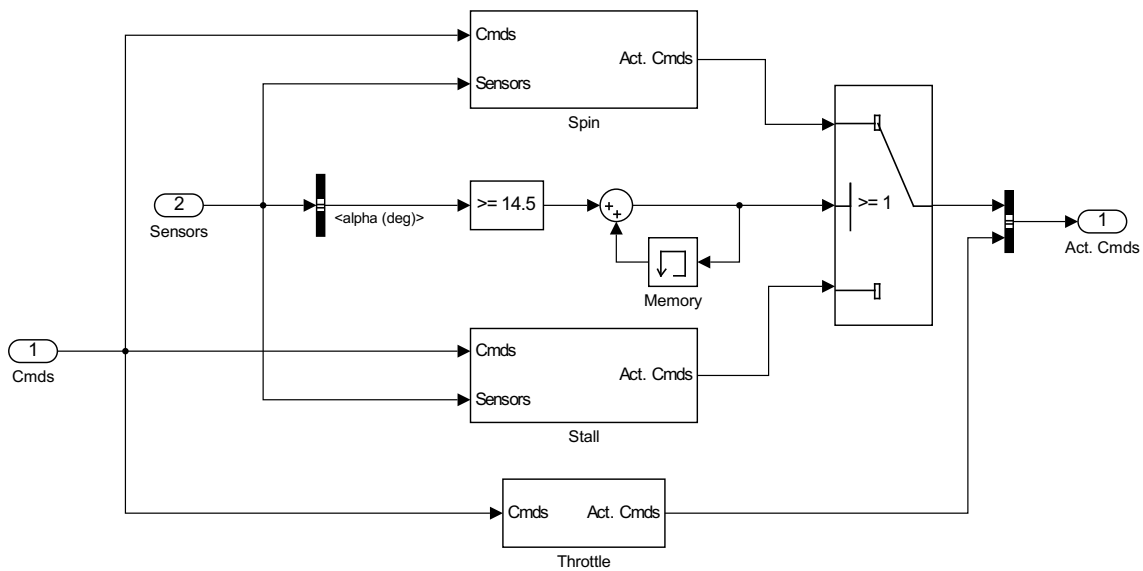 Cmds
Act. Cmds
Sensors
Spin
2
Sensors
<alpha (deg)>
>= 14.5
+
+
>= 1
1
Act. Cmds
Memory
1
Cmds
Cmds
Act. Cmds
Sensors
Stall
Cmds
Act. Cmds
Throttle